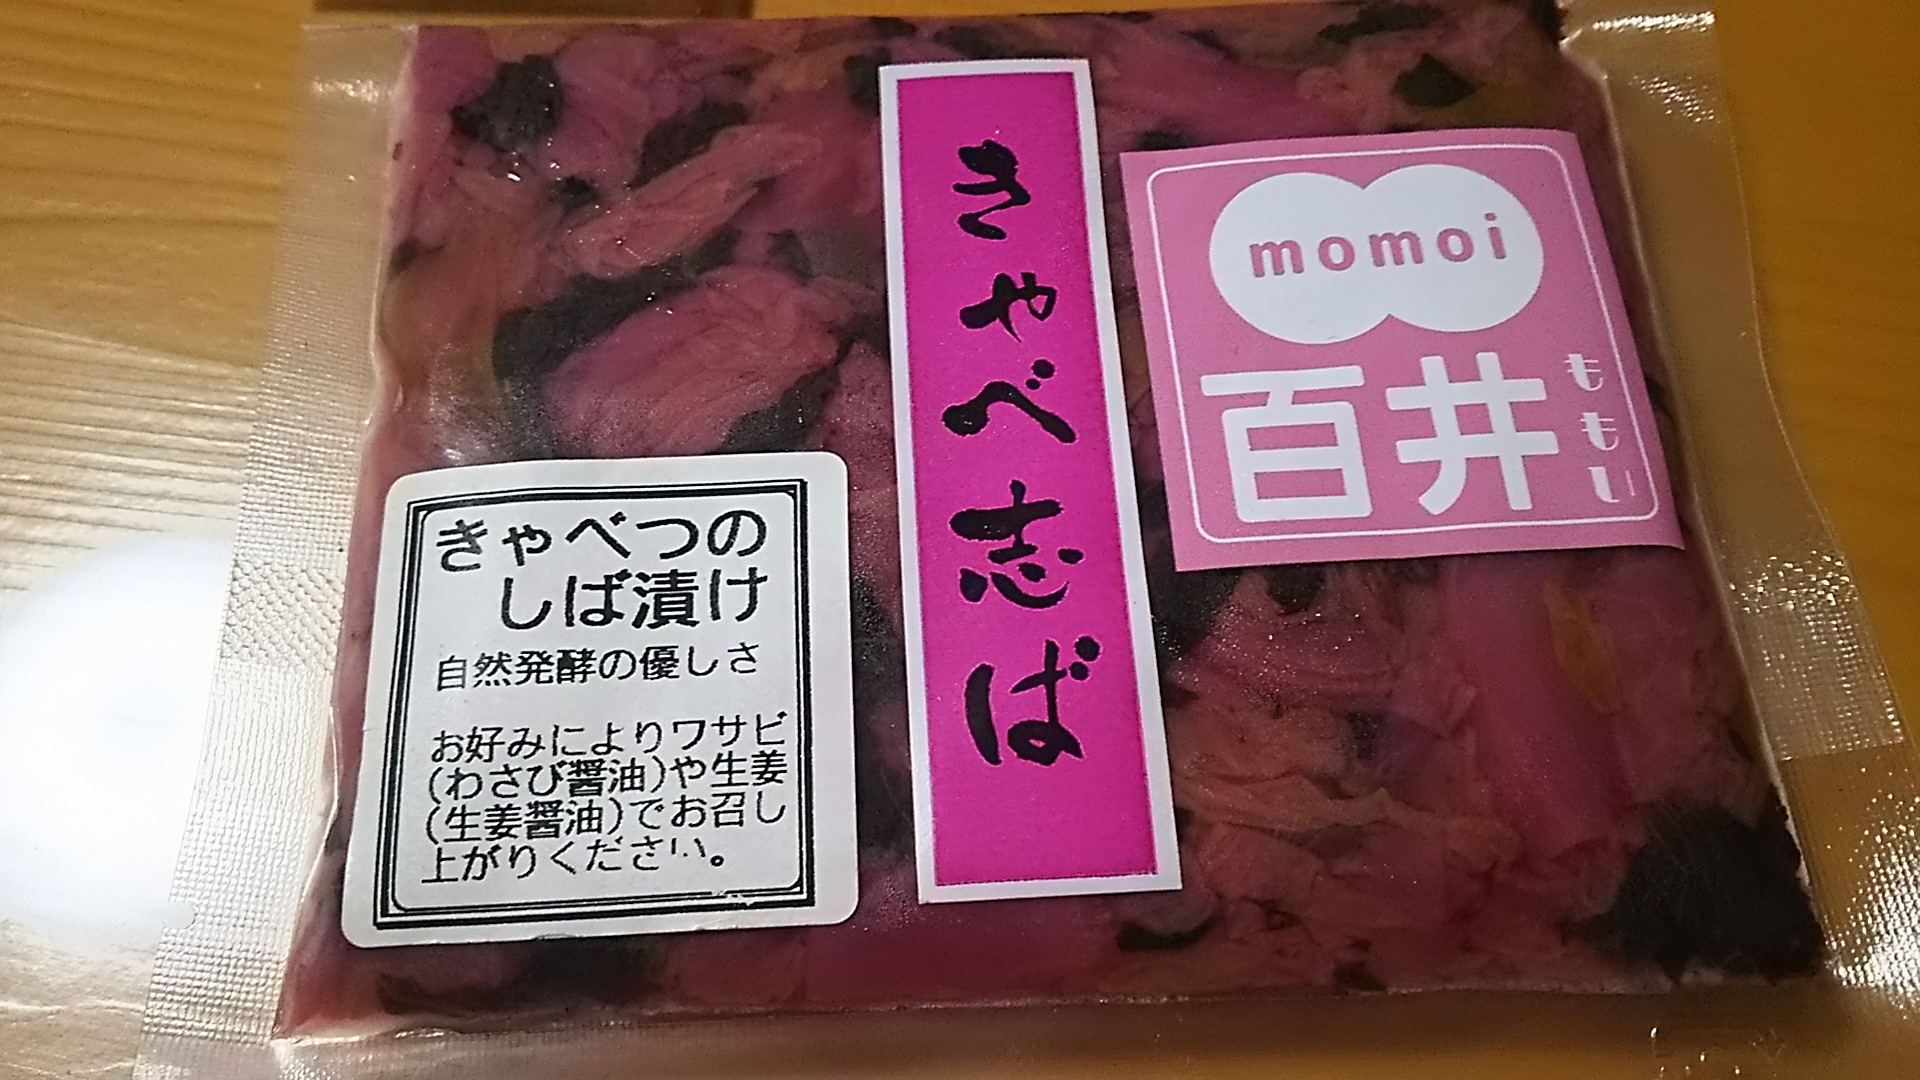 きゃべ志ば
momoi
百井
ももい
きゃべつの
しば漬け
自然発酵の優しさ
お好みによりワサビ
(わさび醤油)や生姜
(生姜醤油)でお召し
上がりください。